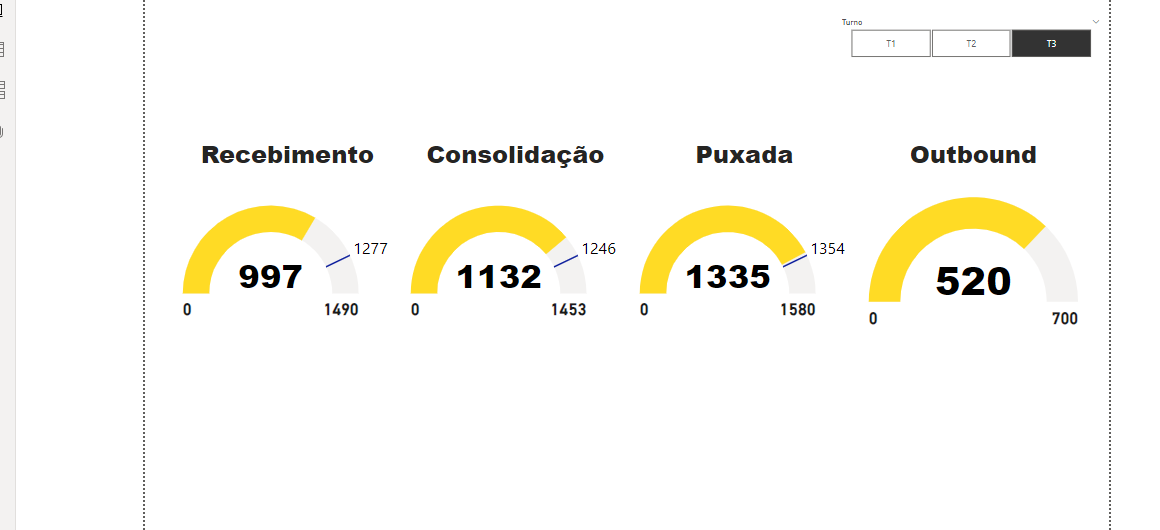 Turno
T1 T2 T3
Recebimento Consolidação Puxada Outbound
1277 1246 1354
997 1132 1335 520
0 1490 0 1453 0 1580 0 700